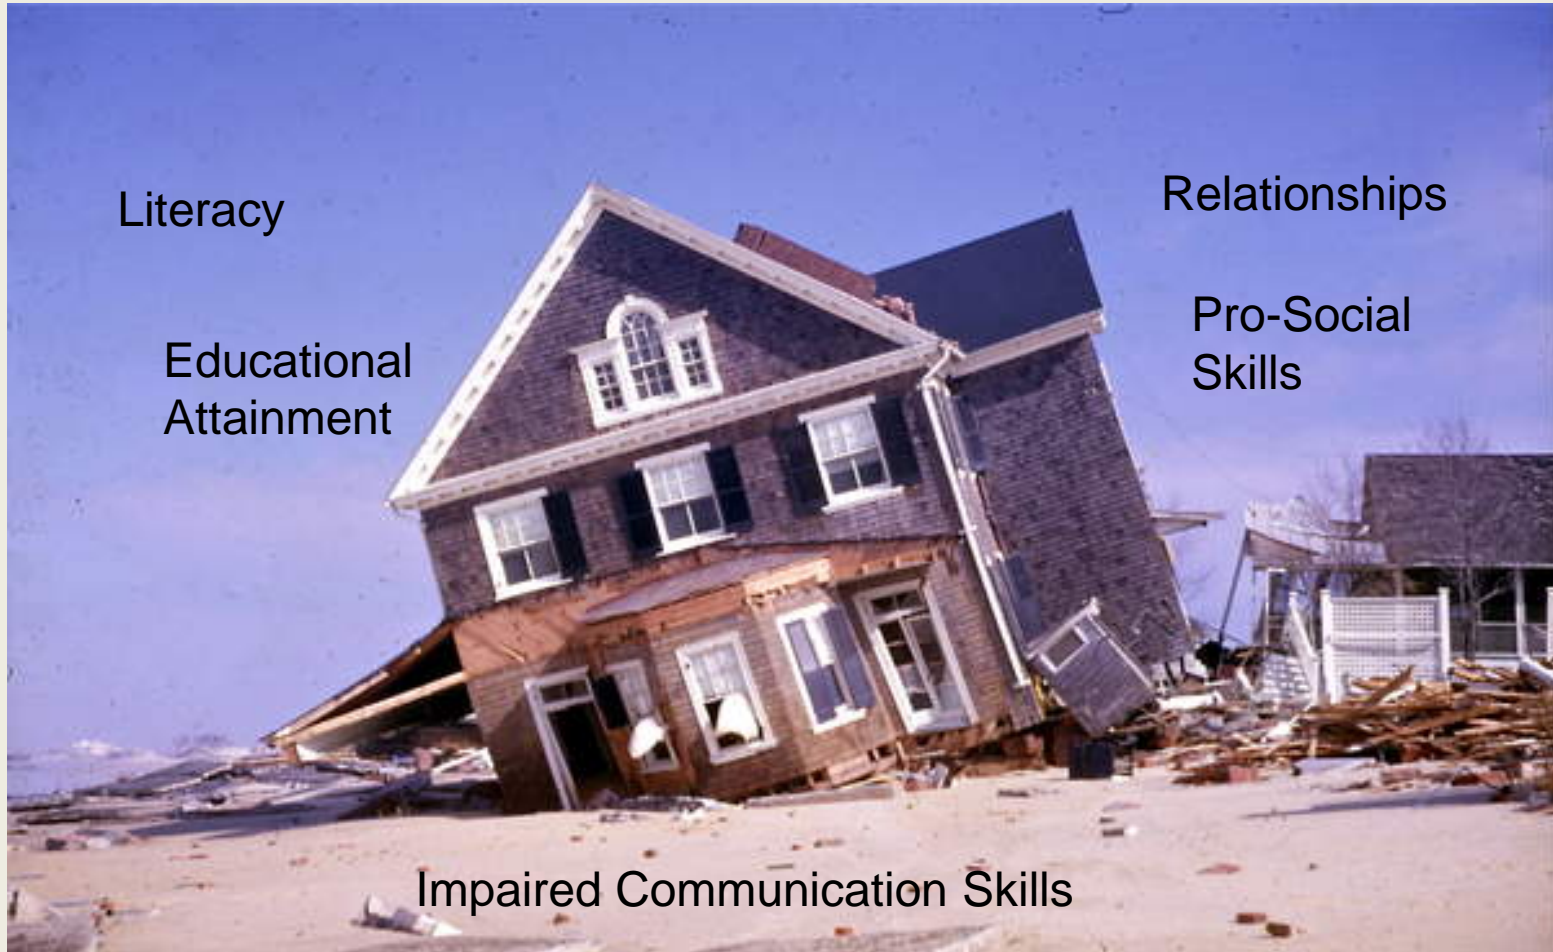 Literacy
Relationships
Educational
Attainment
Pro-Social
Skills
Impaired Communication Skills